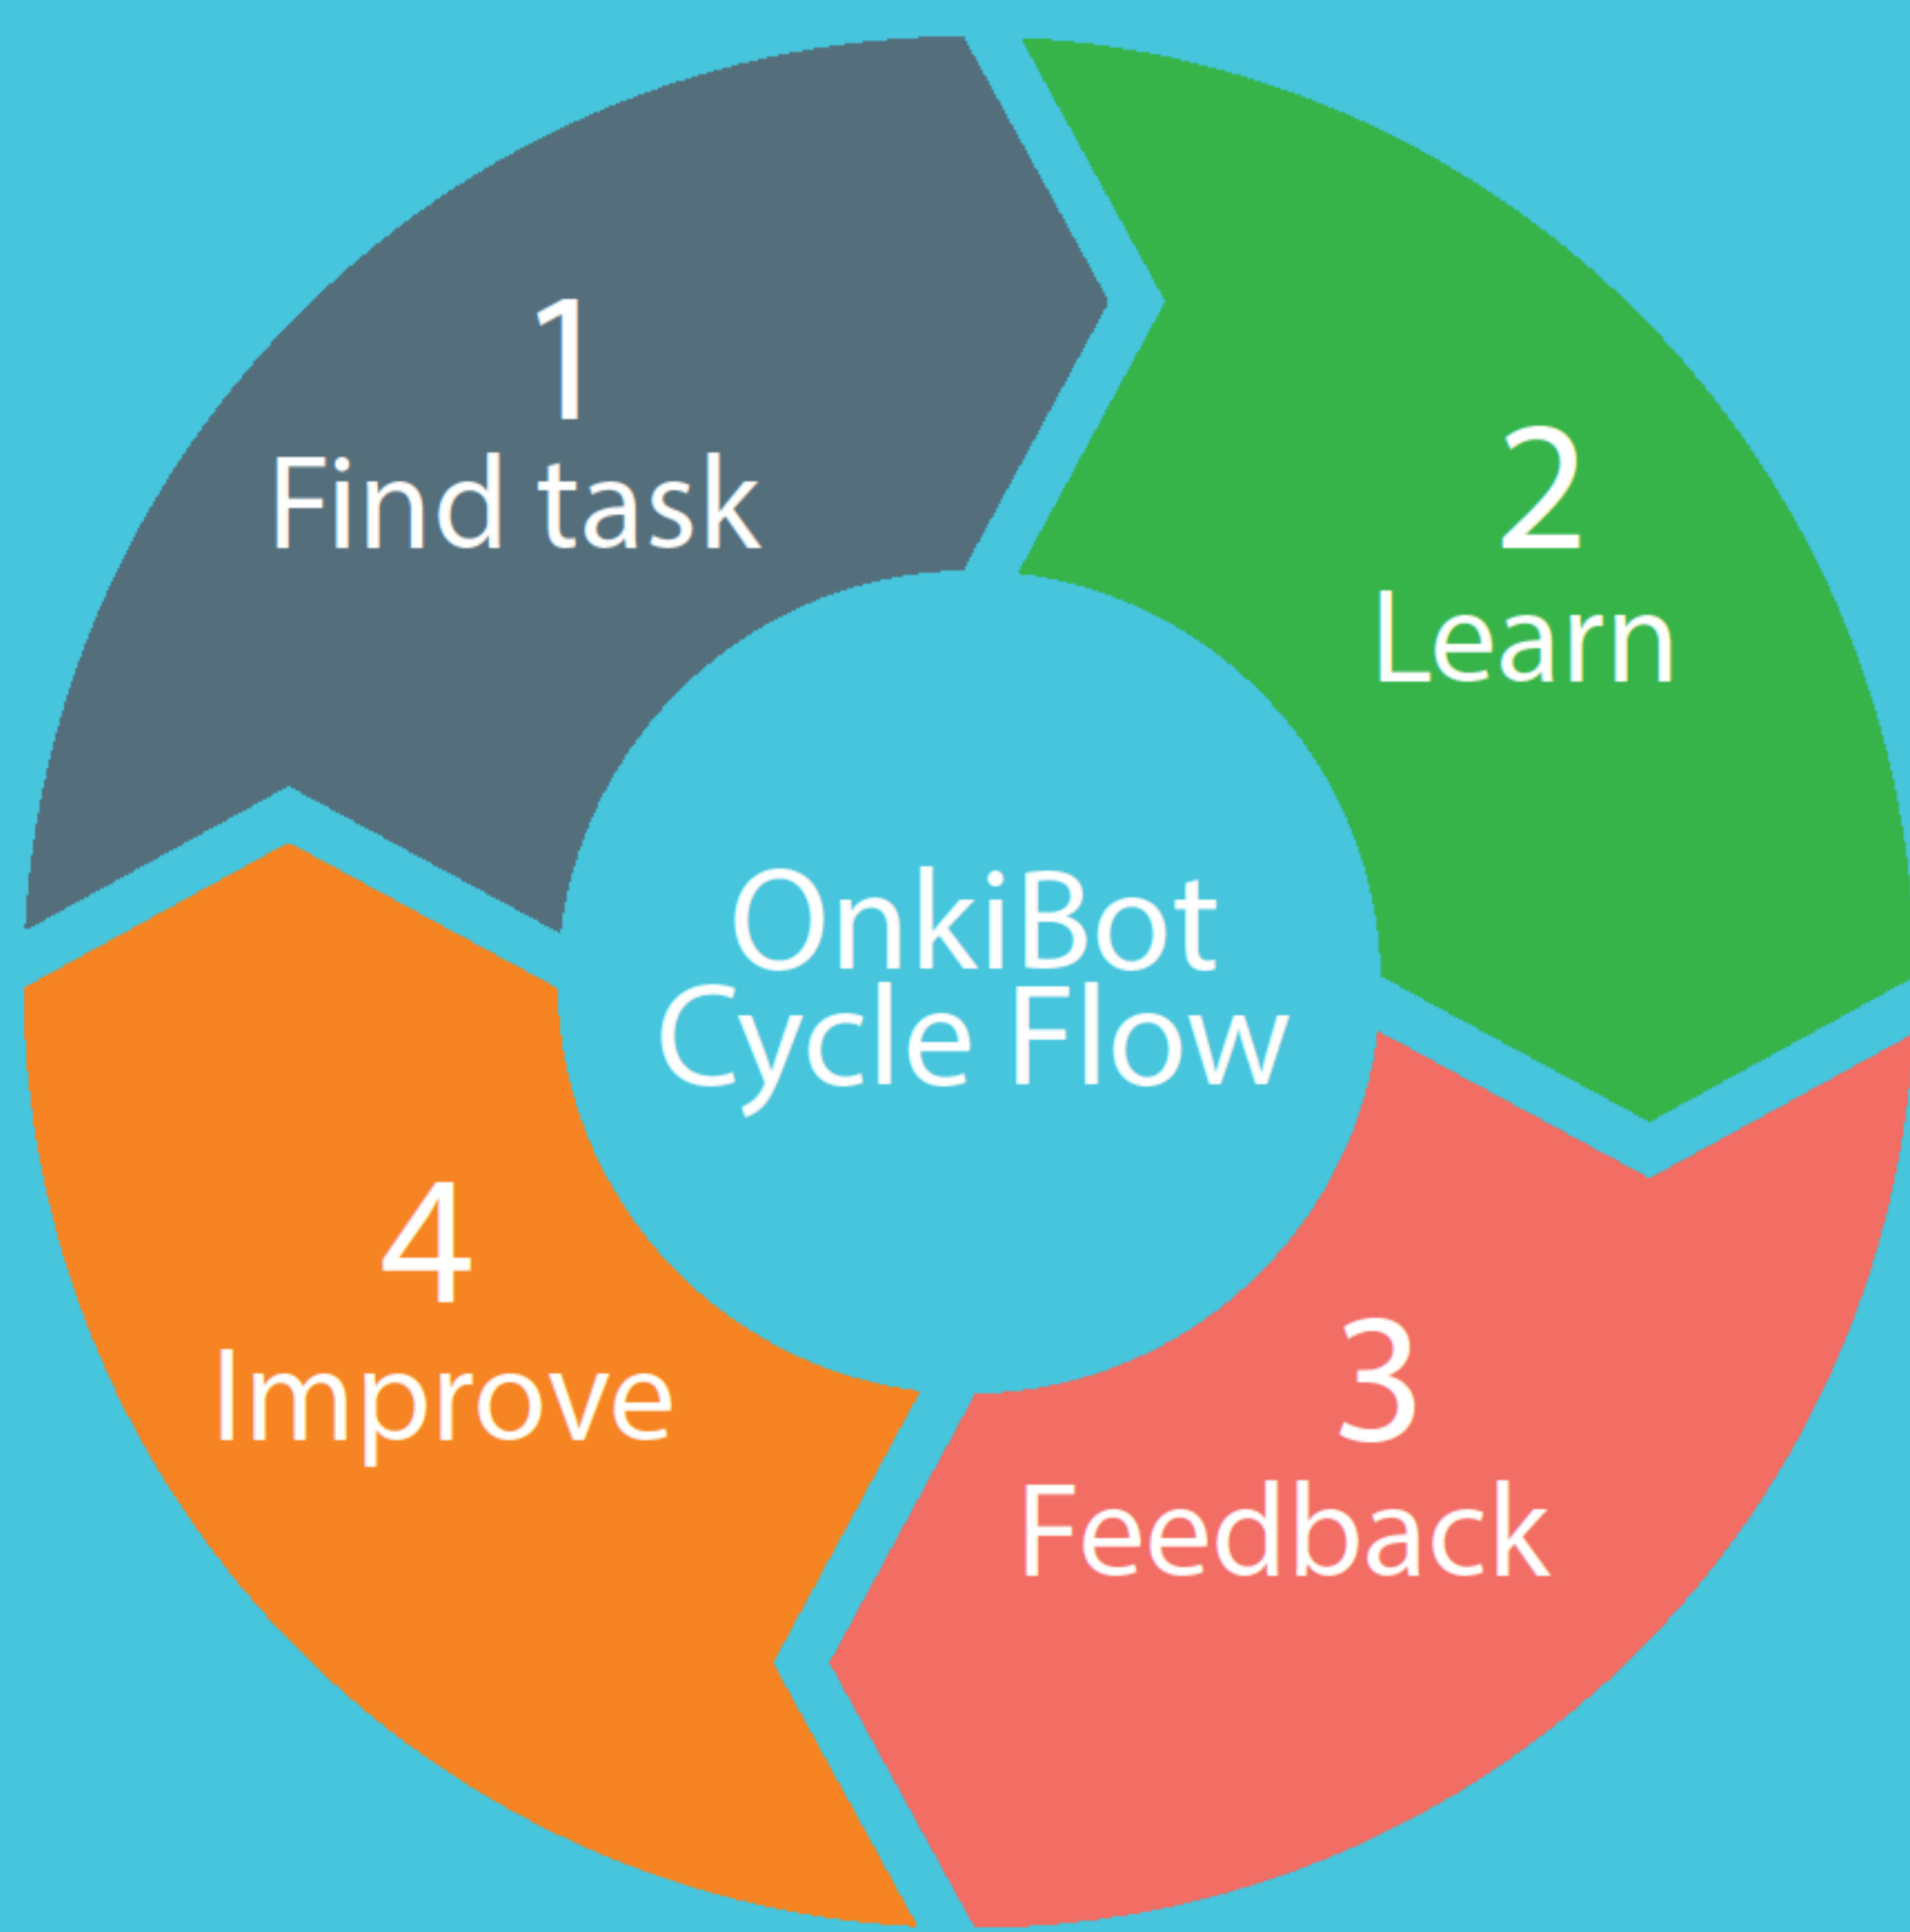 1
Find task
2
Learn
OnkiBot
Cycle Flow
3
Feedback
4
Improve